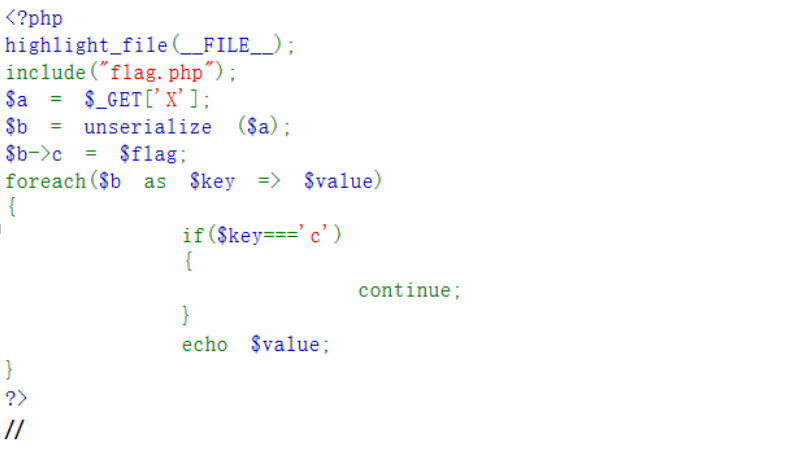 <?php
highlight_file(__FILE__);
include("flag.php");
$a = $_GET['X'];
$b = unserialize ($a);
$b->c = $flag;
foreach($b as $key => $value)
{
if($key==='c')
{
continue;
}
echo $value;
}
?>
//